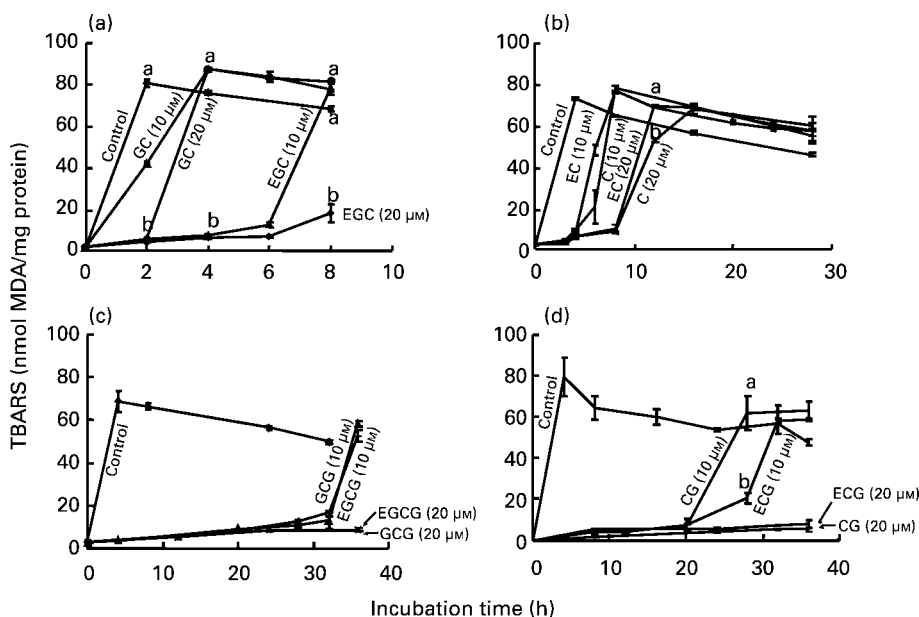 TBARS (nmol MDA/mg protein)
(a)
100
80
60
40
20
0
0 2 4 6 8 10
Control
GC (10 μM)
GC (20 μM)
EGC (10 μM)
EGC (20 μM)
a
a
a
a
b
b
b
(b)
100
80
60
40
20
0
0 10 20 30
Control
EC (10 μM)
C (10 μM)
EC (20 μM)
C (20 μM)
a
b
(c)
100
80
60
40
20
0
0 10 20 30 40
Control
GCG (10 μM)
EGCG (10 μM)
EGCG (20 μM)
GCG (20 μM)
(d)
100
80
60
40
20
0
0 10 20 30 40
Control
CG (10 μM)
ECG (10 μM)
ECG (20 μM)
CG (20 μM)
a
b
Incubation time (h)